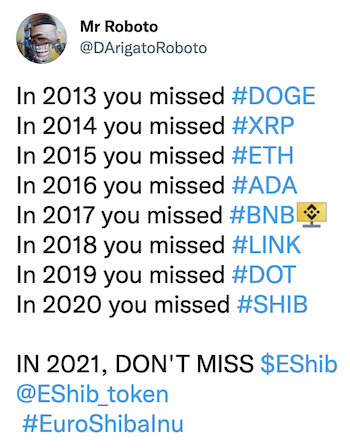 Mr Roboto
@DArigatoRoboto
In 2013 you missed #DOGE
In 2014 you missed #XRP
In 2015 you missed #ETH
In 2016 you missed #ADA
In 2017 you missed #BNB
In 2018 you missed #LINK
In 2019 you missed #DOT
In 2020 you missed #SHIB
IN 2021, DON'T MISS $EShib
@EShib_token
#EuroShibaInu